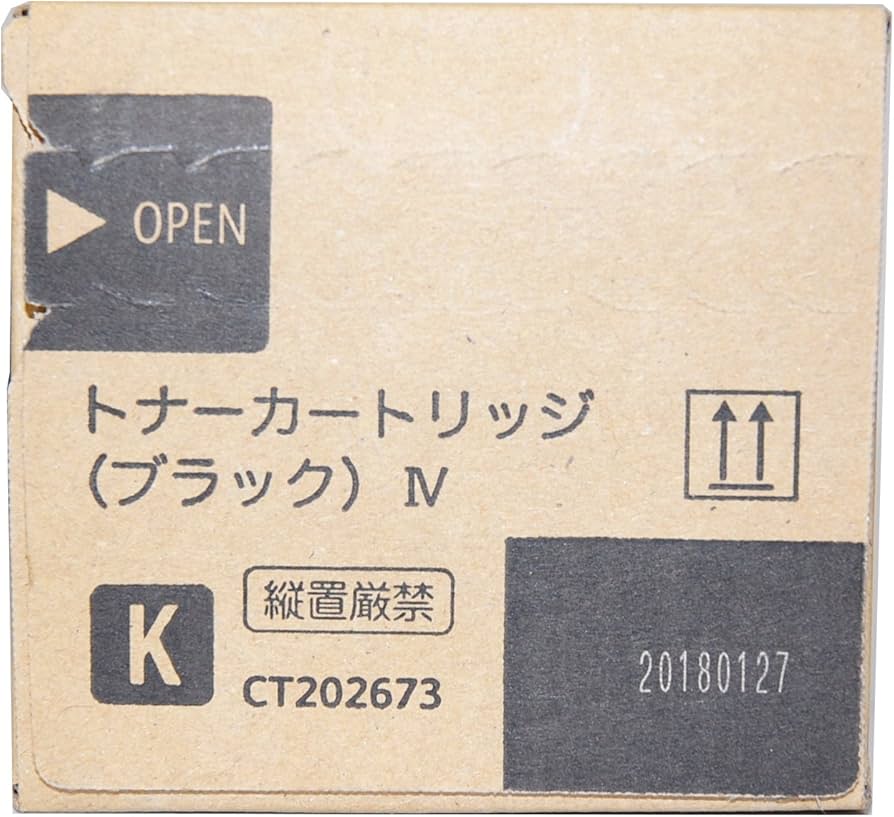 OPEN
トナーカートリッジ
（ブラック） Ⅳ
K
縦置厳禁
CT202673
20180127